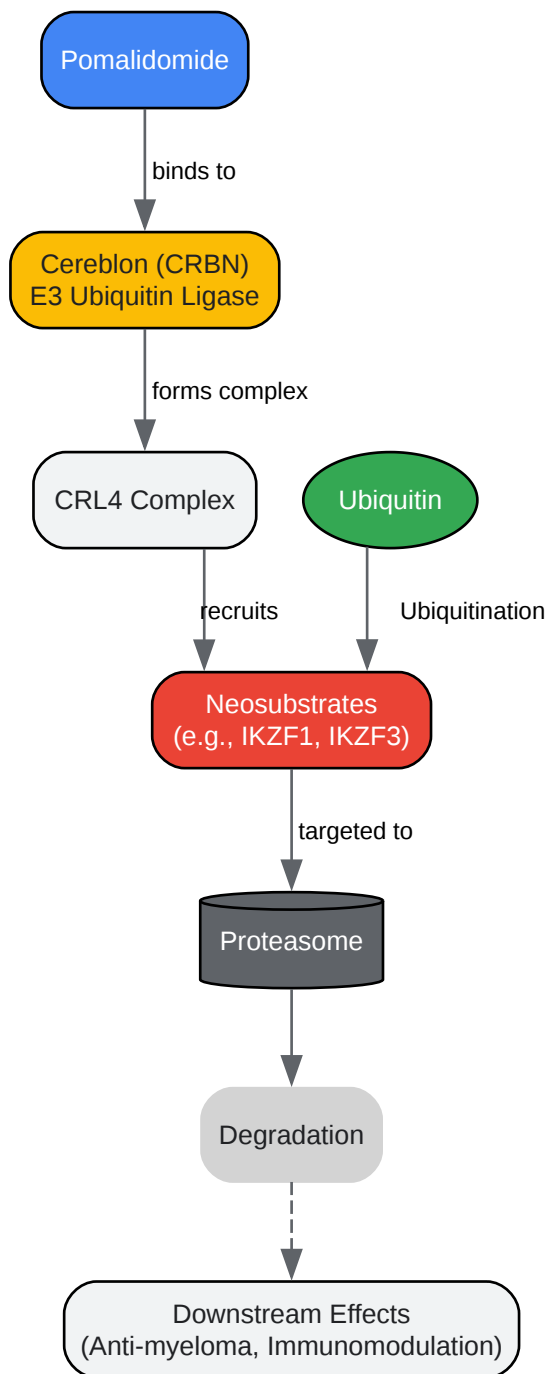 Pomalidomide
binds to
Cereblon (CRBN)
E3 Ubiquitin Ligase
forms complex
CRL4 Complex
Ubiquitin
recruits
Ubiquitination
Neosubstrates
(e.g., IKZF1, IKZF3)
targeted to
Proteasome
Degradation
Downstream Effects
(Anti-myeloma, Immunomodulation)